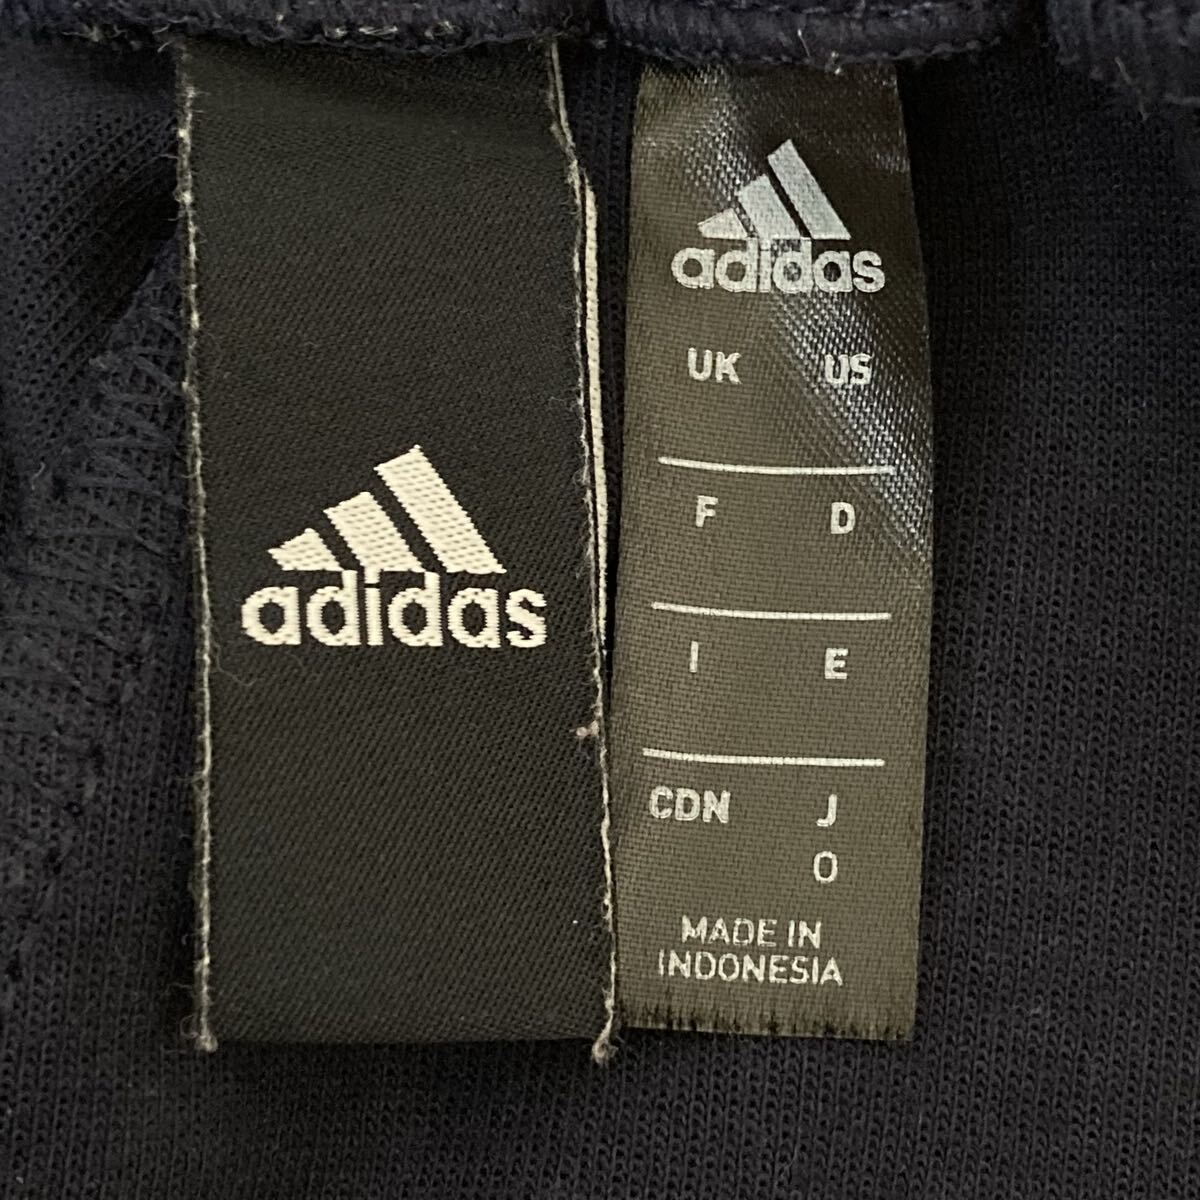 adidas
adidas
UK US
F D
I E
CDN J
O
MADE IN
INDONESIA